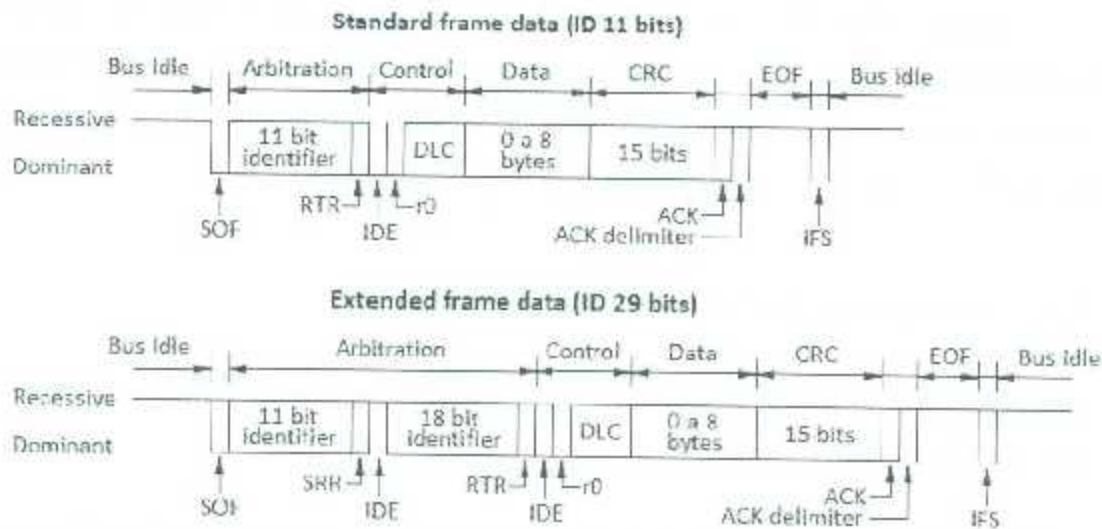 Standard frame data (ID 11 bits)
Bus Idle Arbitration Control Data CRC EOF Bus Idle
Recessive
11 bit identifier DLC 0 a 8 bytes 15 bits
Dominant
RTR r0 ACK
SOF IDE ACK delimiter IFS
Extended frame data (ID 29 bits)
Bus Idle Arbitration Control Data CRC EOF Bus Idle
Recessive
11 bit identifier 18 bit identifier DLC 0 a 8 bytes 15 bits
Dominant
SRR RTR r0 ACK
SOF IDE IDE ACK delimiter IFS